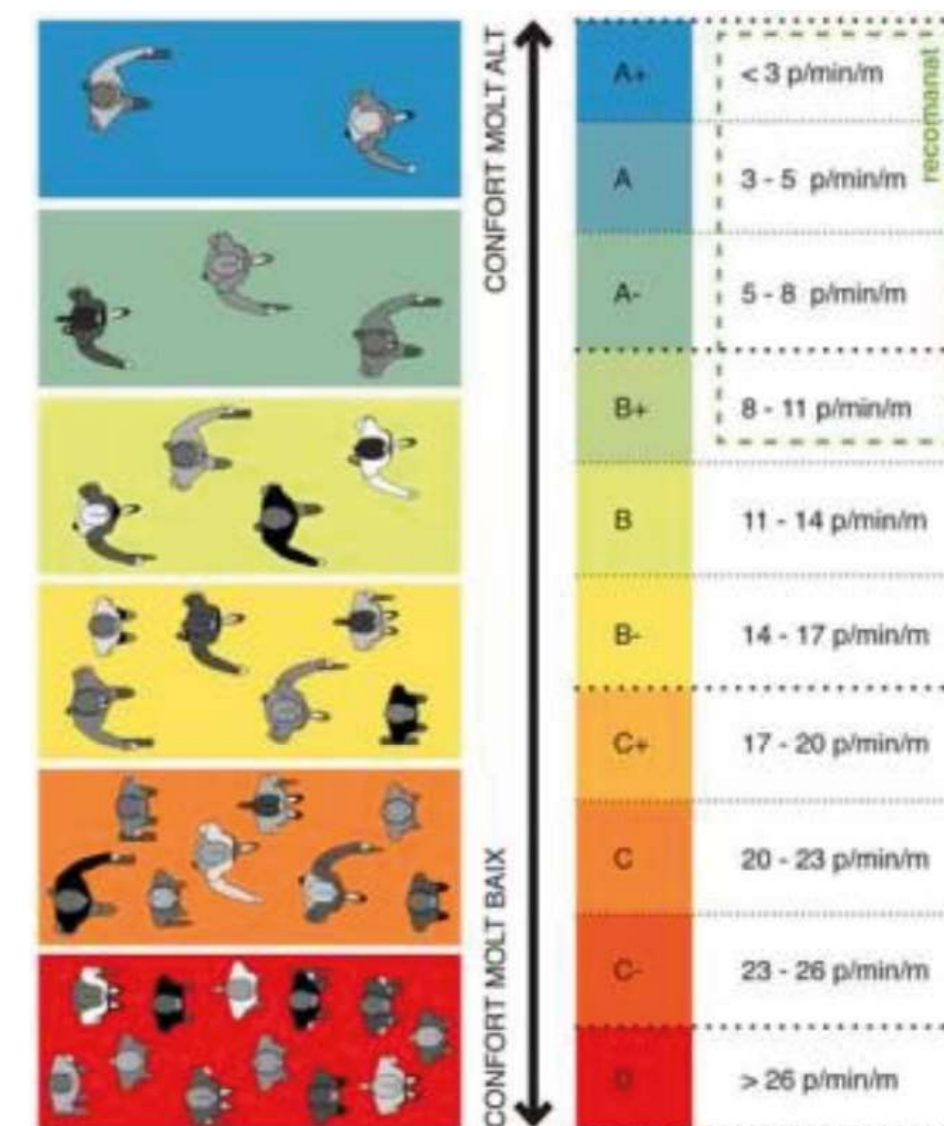 CONFORT MOLT ALT
CONFORT MOLT BAIX
recomanat
A+ < 3 p/min/m
A 3 - 5 p/min/m
A- 5 - 8 p/min/m
B+ 8 - 11 p/min/m
B 11 - 14 p/min/m
B- 14 - 17 p/min/m
C+ 17 - 20 p/min/m
C 20 - 23 p/min/m
C- 23 - 26 p/min/m
D > 26 p/min/m